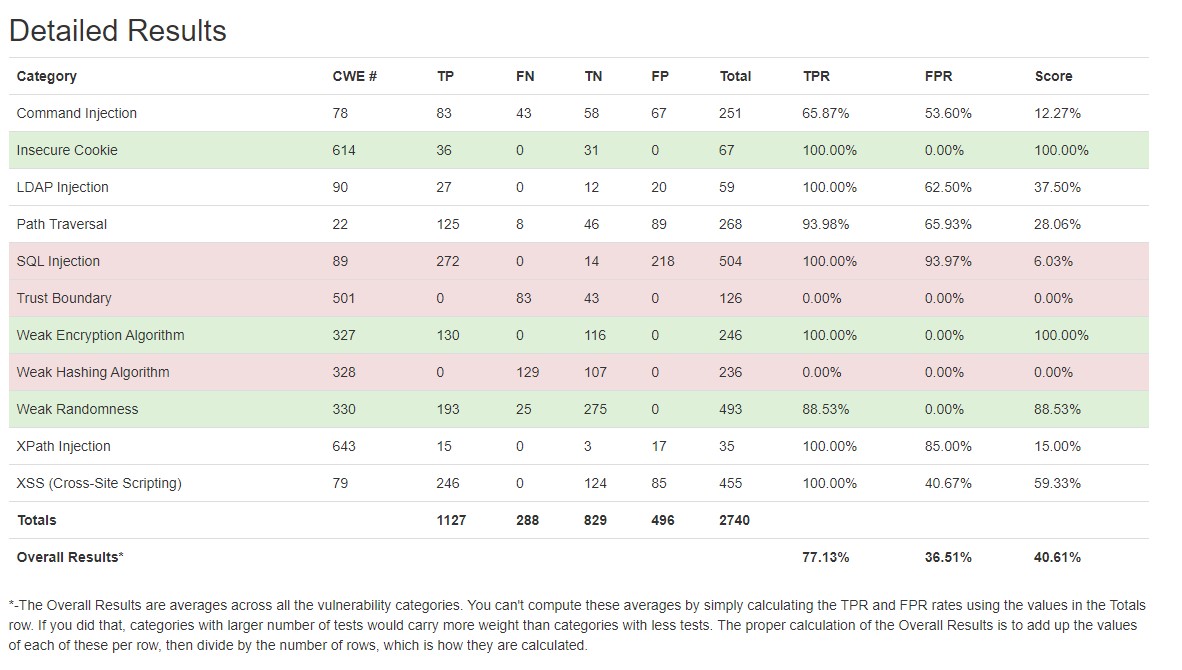 Detailed Results
Category CWE # TP FN TN FP Total TPR FPR Score
Command Injection 78 83 43 58 67 251 65.87% 53.60% 12.27%
Insecure Cookie 614 36 0 31 0 67 100.00% 0.00% 100.00%
LDAP Injection 90 27 0 12 20 59 100.00% 62.50% 37.50%
Path Traversal 22 125 8 46 89 268 93.98% 65.93% 28.06%
SQL Injection 89 272 0 14 218 504 100.00% 93.97% 6.03%
Trust Boundary 501 0 83 43 0 126 0.00% 0.00% 0.00%
Weak Encryption Algorithm 327 130 0 116 0 246 100.00% 0.00% 100.00%
Weak Hashing Algorithm 328 0 129 107 0 236 0.00% 0.00% 0.00%
Weak Randomness 330 193 25 275 0 493 88.53% 0.00% 88.53%
XPath Injection 643 15 0 3 17 35 100.00% 85.00% 15.00%
XSS (Cross-Site Scripting) 79 246 0 124 85 455 100.00% 40.67% 59.33%
Totals 1127 288 829 496 2740
Overall Results* 77.13% 36.51% 40.61%
*-The Overall Results are averages across all the vulnerability categories. You can't compute these averages by simply calculating the TPR and FPR rates using the values in the Totals
row. If you did that, categories with larger number of tests would carry more weight than categories with less tests. The proper calculation of the Overall Results is to add up the values
of each of these per row, then divide by the number of rows, which is how they are calculated.